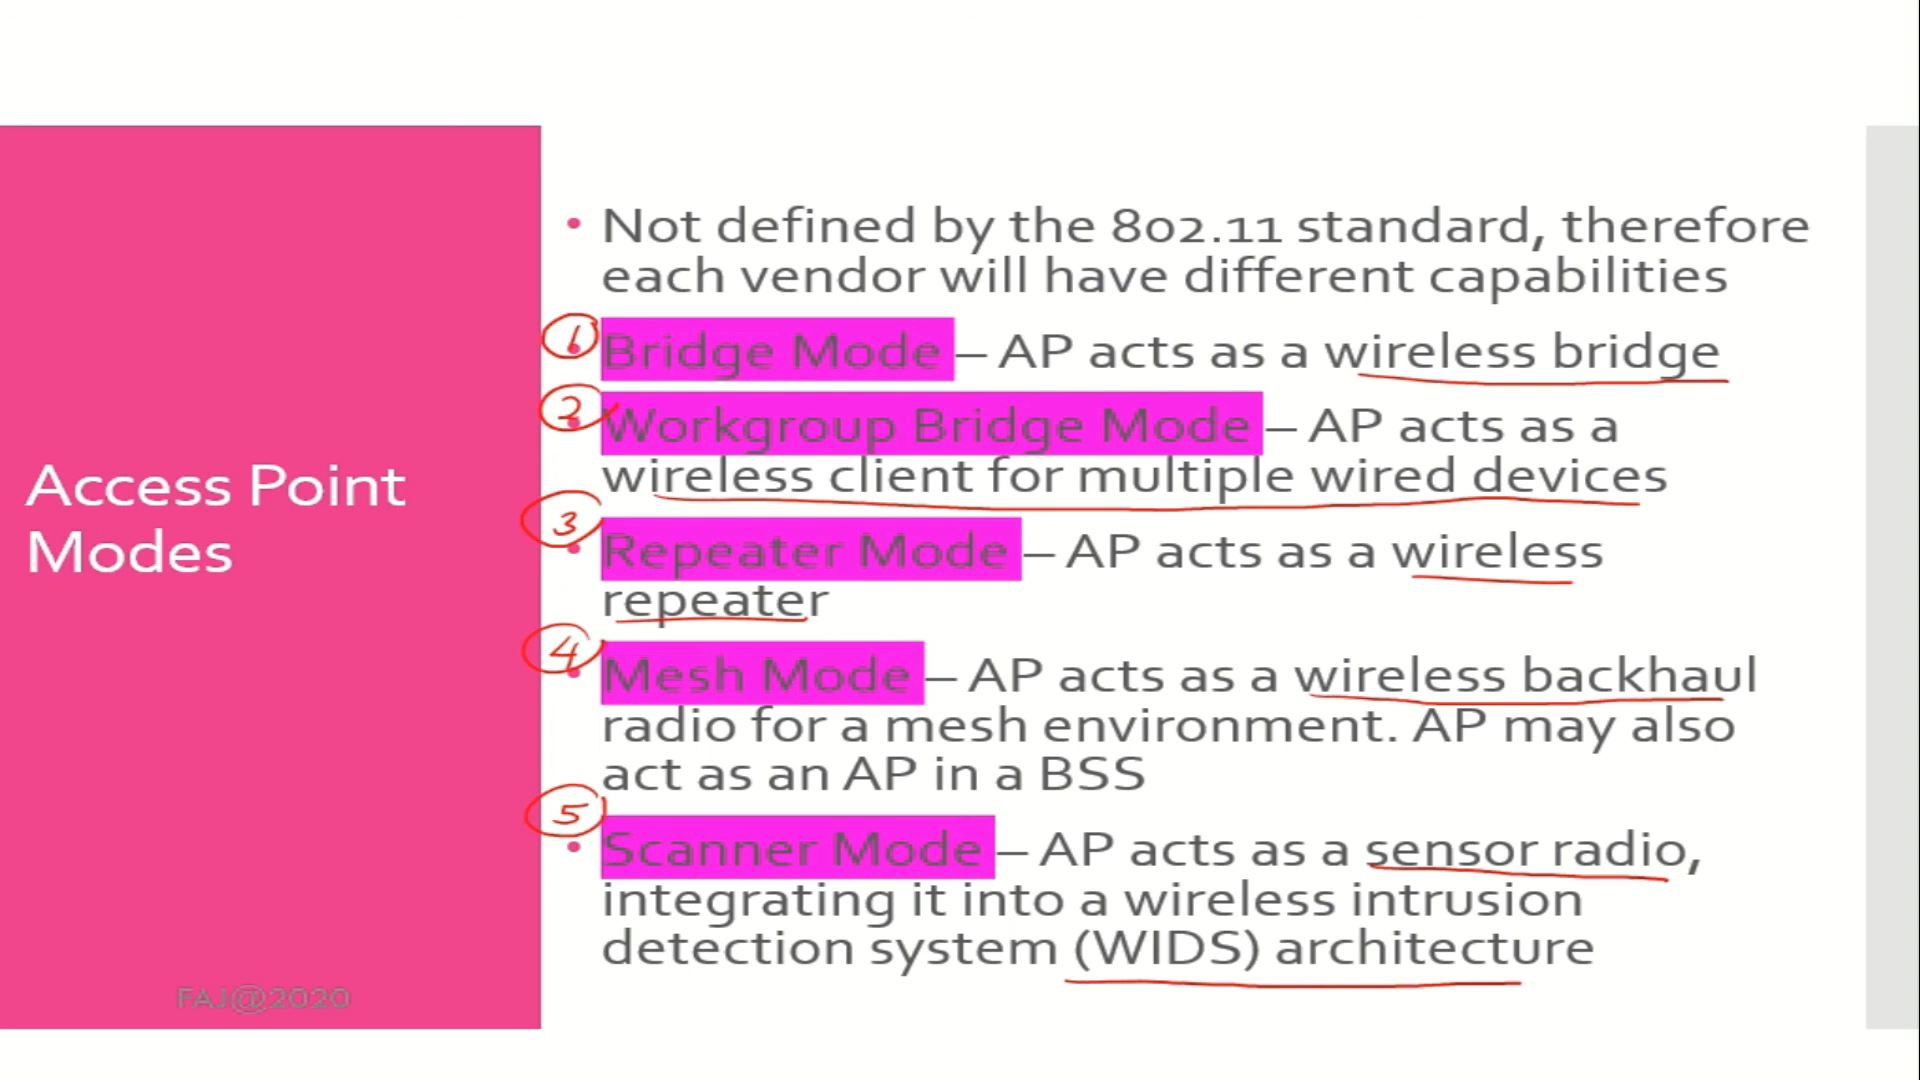 Access Point
Modes
• Not defined by the 802.11 standard, therefore
each vendor will have different capabilities
1
• Bridge Mode – AP acts as a wireless bridge
2
• Workgroup Bridge Mode – AP acts as a
wireless client for multiple wired devices
3
• Repeater Mode – AP acts as a wireless
repeater
4
• Mesh Mode – AP acts as a wireless backhaul
radio for a mesh environment. AP may also
act as an AP in a BSS
5
• Scanner Mode – AP acts as a sensor radio,
integrating it into a wireless intrusion
detection system (WIDS) architecture
FAJ@2020